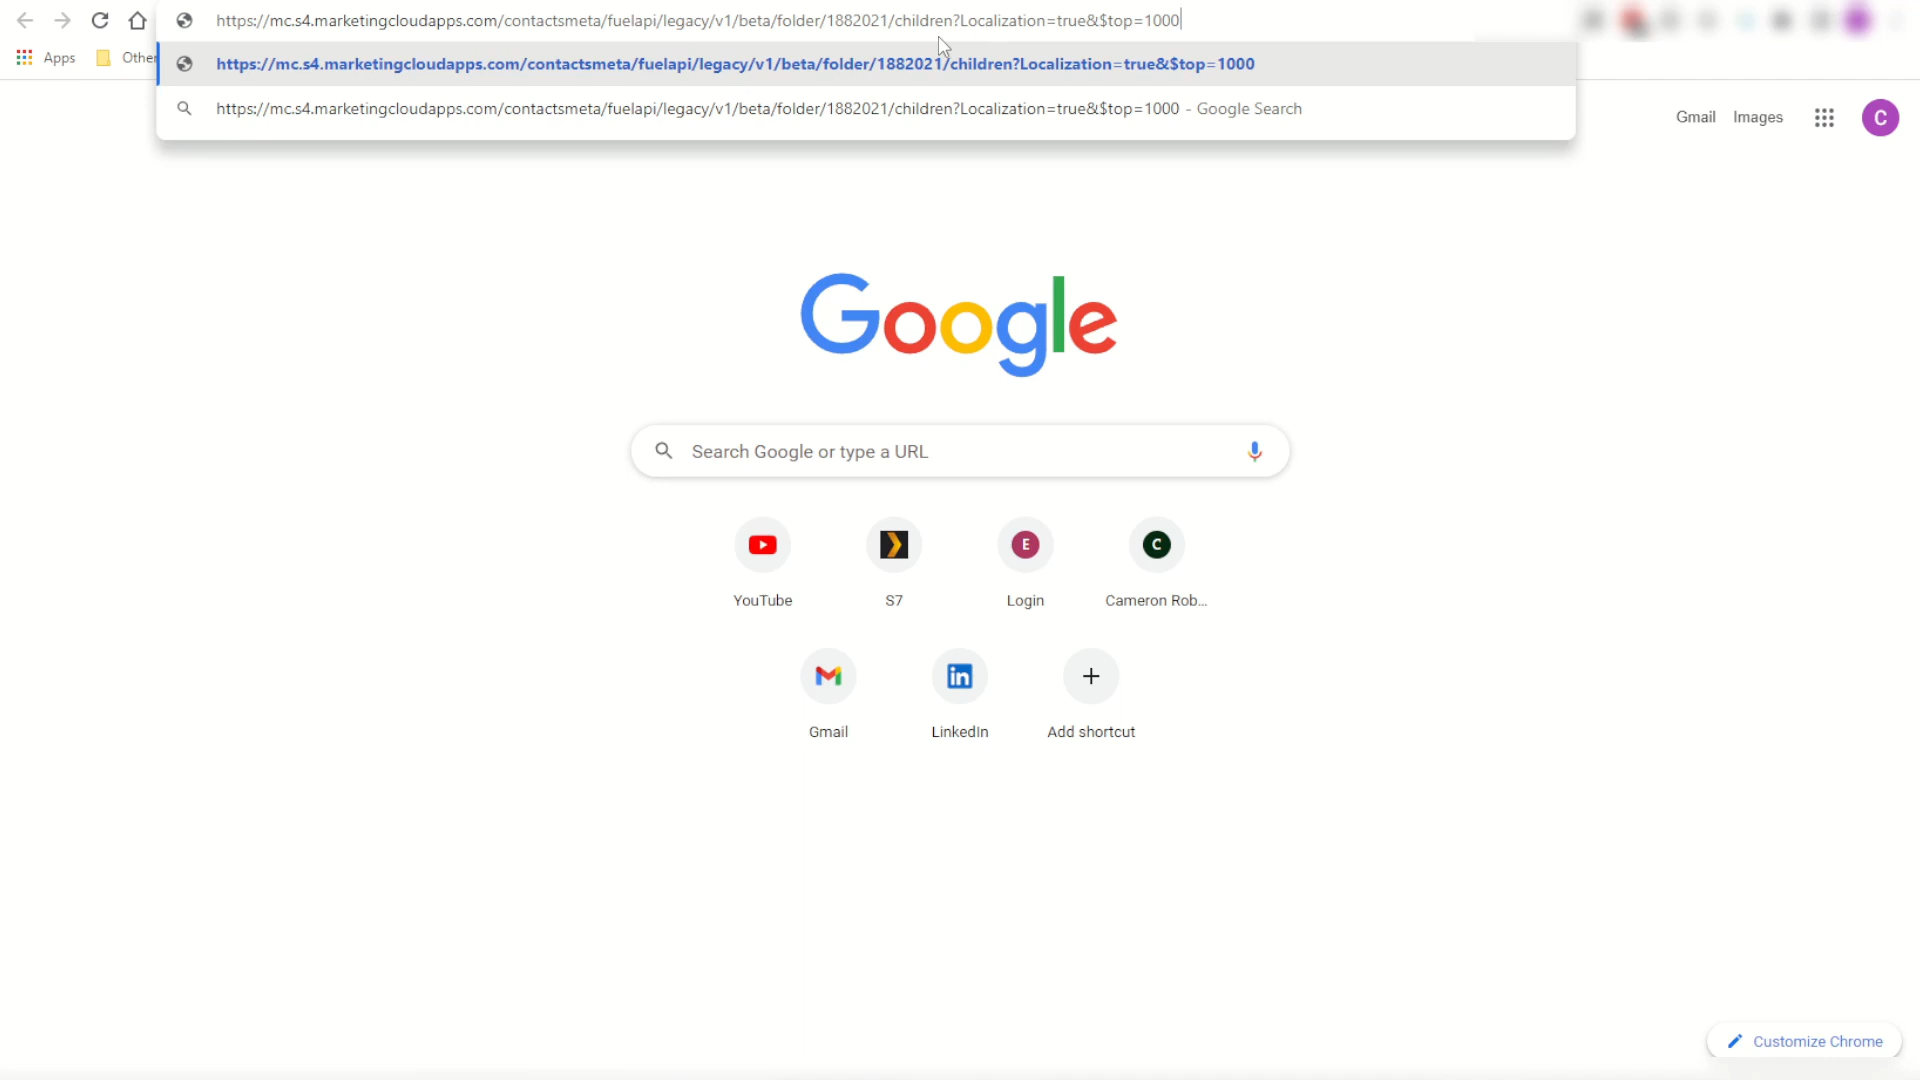 https://mc.s4.marketingcloudapps.com/contactsmeta/fuelapi/legacy/v1/beta/folder/1882021/children?Localization=true&$top=1000
Apps
Other
https://mc.s4.marketingcloudapps.com/contactsmeta/fuelapi/legacy/v1/beta/folder/1882021/children?Localization=true&$top=1000
https://mc.s4.marketingcloudapps.com/contactsmeta/fuelapi/legacy/v1/beta/folder/1882021/children?Localization=true&$top=1000 - Google Search
Gmail Images C
Google
Search Google or type a URL
E C
YouTube S7 Login Cameron Rob...
in
Gmail LinkedIn Add shortcut
Customize Chrome